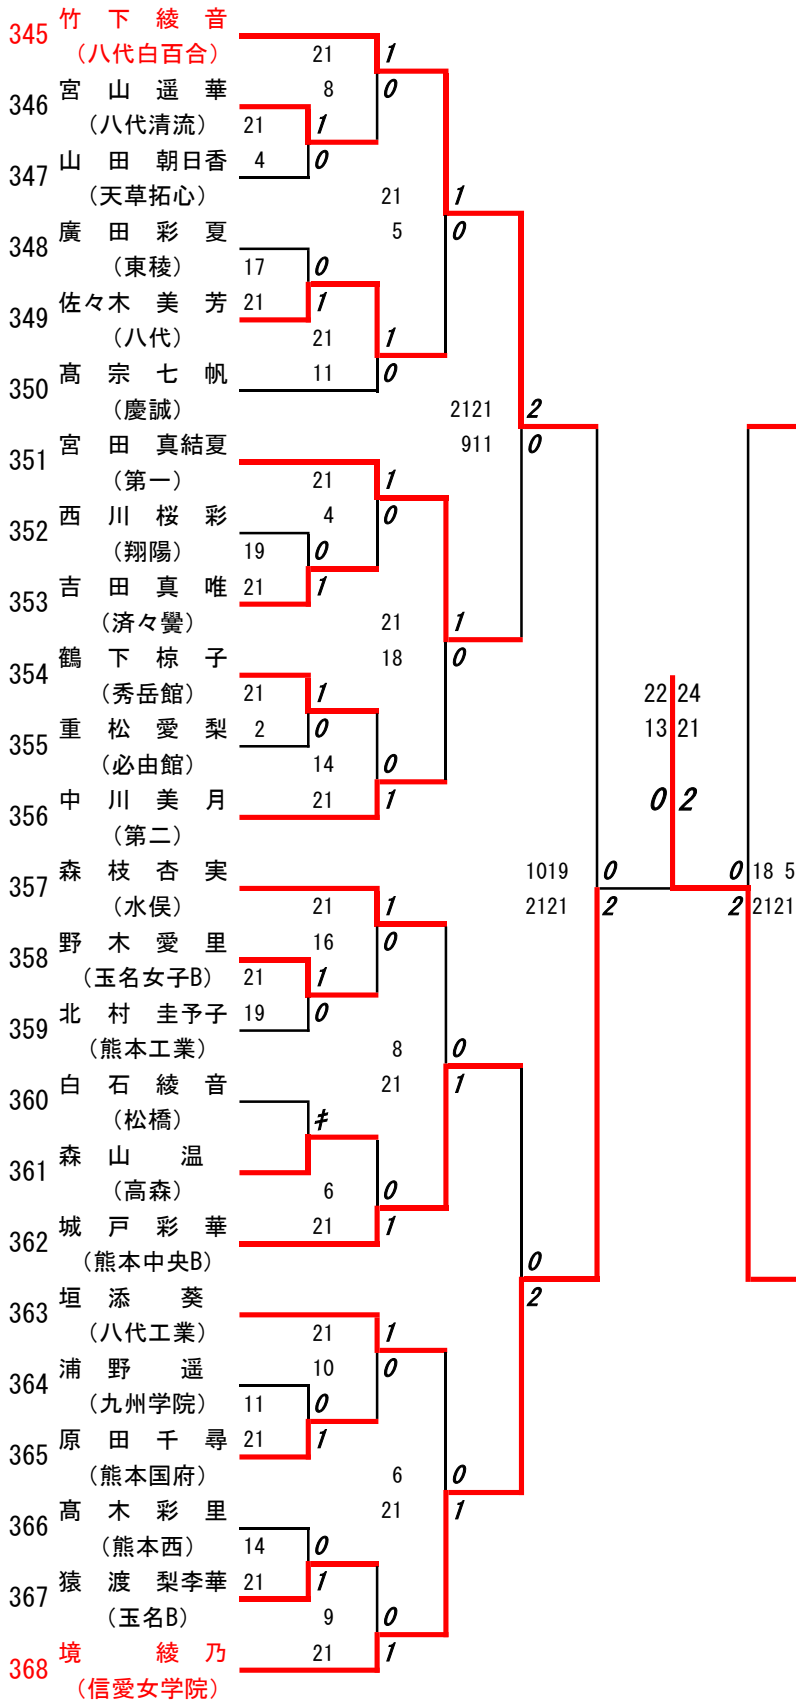 345 竹下綾音
(八代白百合) 21 1
346 宮山遥華 8 0
(八代清流) 21 1
347 山田朝日香 4 0
(天草拓心) 21 1
348 廣田彩夏 5 0
(東稜) 17 0
349 佐々木美芳 21 1
(八代) 21 1
350 髙宗七帆 11 0
(慶誠) 2121 2
351 宮田真結夏 911 0
(第一) 21 1
352 西川桜彩 4 0
(翔陽) 19 0
353 吉田真唯 21 1
(済々黌) 21 1
354 鶴下椋子 18 0
(秀岳館) 21 1 22 24
355 重松愛梨 2 0 13 21
(必由館) 14 0
356 中川美月 21 1 0 2
(第二)
357 森枝杏実 1019 0 0 18 5
(水俣) 21 1 2121 2 2 2121
358 野木愛里 16 0
(玉名女子B) 21 1
359 北村圭予子 19 0
(熊本工業) 8 0
360 白石綾音 21 1
(松橋) キ
361 森山温
(高森) 6 0
362 城戸彩華 21 1
(熊本中央B) 0
363 垣添葵 2
(八代工業) 21 1
364 浦野遥 10 0
(九州学院) 11 0
365 原田千尋 21 1
(熊本国府) 6 0
366 髙木彩里 21 1
(熊本西) 14 0
367 猿渡梨李華 21 1
(玉名B) 9 0
368 境綾乃 21 1
(信愛女学院)